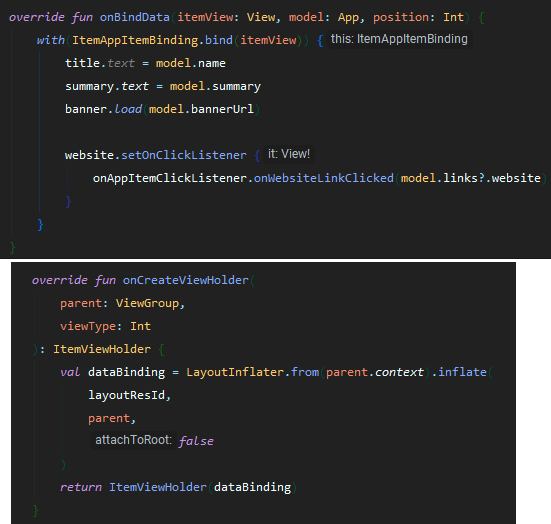 override fun onBindData(itemView: View, model: App, position: Int) {
with(ItemAppItemBinding.bind(itemView)) { this: ItemAppItemBinding
title.text = model.name
summary.text = model.summary
banner.load(model.bannerUrl)
website.setOnClickListener { it: View!
onAppItemClickListener.onWebsiteLinkClicked(model.links?.website)
}
}
}
override fun onCreateViewHolder(
parent: ViewGroup,
viewType: Int
): ItemViewHolder {
val dataBinding = LayoutInflater.from(parent.context).inflate(
layoutResId,
parent,
attachToRoot: false
)
return ItemViewHolder(dataBinding)
}